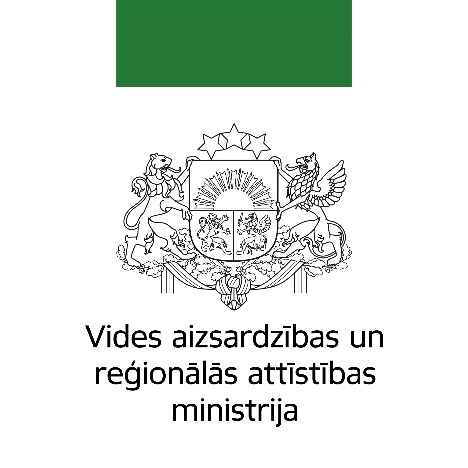 Vides aizsardzības un
reģionālās attīstības
ministrija